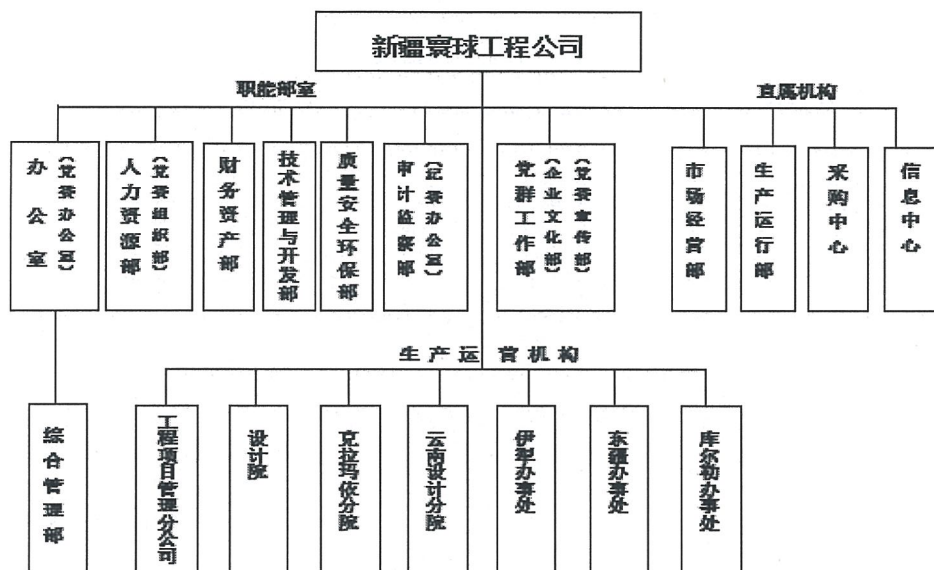 新疆寰球工程公司
职能部室
直属机构
办公室
（党委办公室）
人力资源部
（党委组织部）
财务资产部
技术管理与开发部
质量安全环保部
审计监察部
（纪委办公室）
党群工作部
（企业文化部）
（党委宣传部）
市场经营部
生产运行部
采购中心
信息中心
生产运营机构
综合管理部
工程项目管理分公司
设计院
克拉玛依分院
云南设计分院
伊犁办事处
东疆办事处
库尔勒办事处